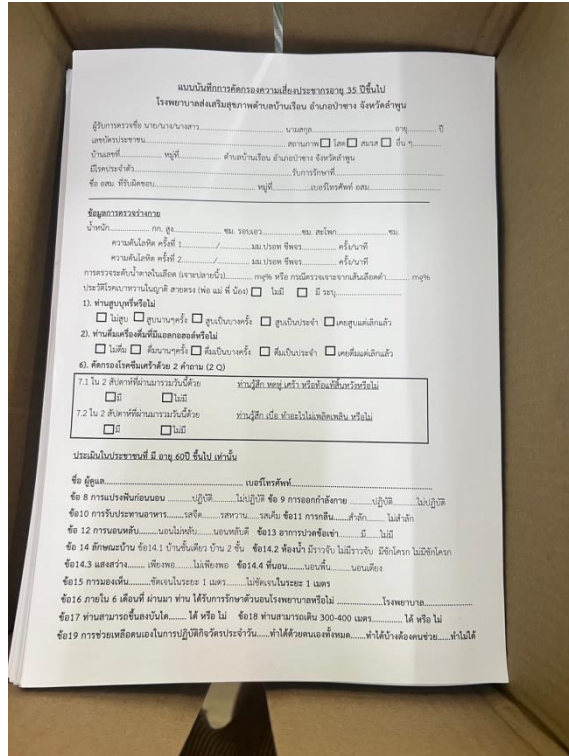 แบบบันทึกการคัดกรองความเสี่ยงประชากรอายุ 35 ปีขึ้นไป
โรงพยาบาลส่งเสริมสุขภาพตำบลบ้านเรือน อำเภอป่าซาง จังหวัดลำพูน
ผู้รับการตรวจชื่อ นาย/นาง/นางสาว.......................... นามสกุล.......................... อายุ.......... ปี
เลขบัตรประชาชน.......................... สถานภาพ ☐ โสด ☐ สมรส ☐ อื่น ๆ..........
บ้านเลขที่.............. หมู่ที่.............. ตำบลบ้านเรือน อำเภอป่าซาง จังหวัดลำพูน
มีโรคประจำตัว..........................รับการรักษาที่..........................
ชื่อ อสม. ที่รับผิดชอบ.......................... หมู่ที่..............เบอร์โทรศัพท์ อสม...............
ข้อมูลการตรวจร่างกาย
น้ำหนัก.............. กก. สูง.............. ซม. รอบเอว..............ซม. สะโพก..............ซม.
ความดันโลหิต ครั้งที่ 1............../.............. มม.ปรอท ชีพจร.............. ครั้ง/นาที
ความดันโลหิต ครั้งที่ 2............../.............. มม.ปรอท ชีพจร.............. ครั้ง/นาที
การตรวจระดับน้ำตาลในเลือด (เจาะปลายนิ้ว).............. mg% หรือ กรณีตรวจเจาะจากเส้นเลือดดำ.......... mg%
ประวัติโรคเบาหวานในญาติ สายตรง (พ่อ แม่ พี่ น้อง) ☐ ไม่มี ☐ มี ระบุ..............
1). ท่านสูบบุหรี่หรือไม่
☐ ไม่สูบ ☐ สูบนานๆครั้ง ☐ สูบเป็นบางครั้ง ☐ สูบเป็นประจำ ☐ เคยสูบแต่เลิกแล้ว
2). ท่านดื่มเครื่องดื่มที่มีแอลกอฮอล์หรือไม่
☐ ไม่ดื่ม ☐ ดื่มนานๆครั้ง ☐ ดื่มเป็นบางครั้ง ☐ ดื่มเป็นประจำ ☐ เคยดื่มแต่เลิกแล้ว
6). คัดกรองโรคซึมเศร้าด้วย 2 คำถาม (2 Q)
7.1 ใน 2 สัปดาห์ที่ผ่านมารวมวันนี้ด้วย ท่านรู้สึก หดหู่ เศร้า หรือท้อแท้สิ้นหวังหรือไม่
☐มี ☐ไม่มี
7.2 ใน 2 สัปดาห์ที่ผ่านมารวมวันนี้ด้วย ท่านรู้สึก เบื่อ ทำอะไรไม่เพลิดเพลิน หรือไม่
☐มี ☐ไม่มี
ประเมินในประชาชนที่ มี อายุ 60ปี ขึ้นไป เท่านั้น
ชื่อ ผู้ดูแล.......................... เบอร์โทรศัพท์..........................
ข้อ 8 การแปรงฟันก่อนนอน ..........ปฏิบัติ..........ไม่ปฏิบัติ ข้อ 9 การออกกำลังกาย ..........ปฏิบัติ..........ไม่ปฏิบัติ
ข้อ10 การรับประทานอาหาร........รสจืด........รสหวาน......รสเค็ม ข้อ11 การกลืน.......สำลัก........ ไม่สำลัก
ข้อ 12 การนอนหลับ..........นอนไม่หลับ........นอนหลับดี ข้อ13 อาการปวดข้อเข่า..........มี......ไม่มี
ข้อ 14 ลักษณะบ้าน ข้อ14.1 บ้านชั้นเดียว บ้าน 2 ชั้น ข้อ14.2 ห้องน้ำ มีราวจับ ไม่มีราวจับ มีชักโครก ไม่มีชักโครก
ข้อ14.3 แสงสว่าง....... เพียงพอ........ไม่เพียงพอ ข้อ14.4 ที่นอน........นอนพื้น..........นอนเตียง
ข้อ15 การมองเห็น..........ชัดเจนในระยะ 1 เมตร........ไม่ชัดเจนในระยะ 1 เมตร
ข้อ16 ภายใน 6 เดือนที่ ผ่านมา ท่าน ได้รับการรักษาตัวนอนโรงพยาบาลหรือไม่ ....................โรงพยาบาล....................
ข้อ17 ท่านสามารถขึ้นลงบันได......... ได้ หรือ ไม่ ข้อ18 ท่านสามารถเดิน 300-400 เมตร.............. ได้ หรือ ไม่
ข้อ19 การช่วยเหลือตนเองในการปฏิบัติกิจวัตรประจำวัน......ทำได้ด้วยตนเองทั้งหมด......ทำได้บ้างต้องคนช่วย.....ทำไม่ได้